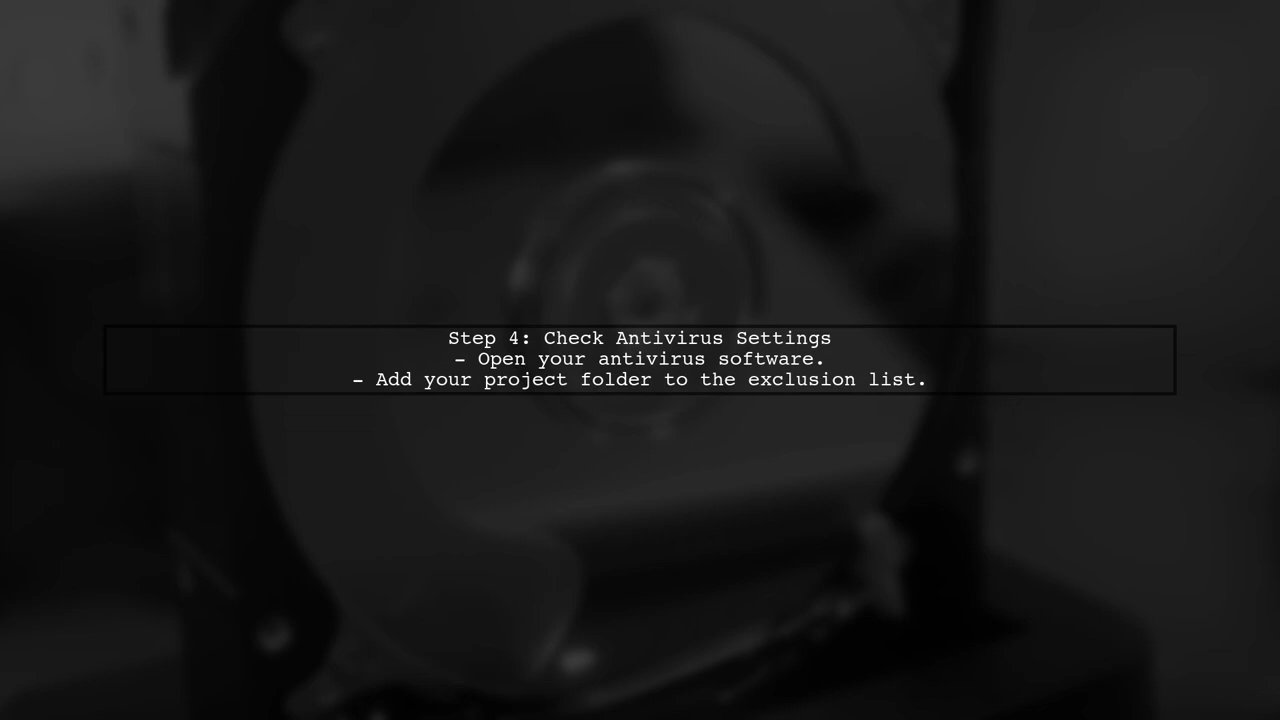 Step 4: Check Antivirus Settings
– Open your antivirus software.
– Add your project folder to the exclusion list.